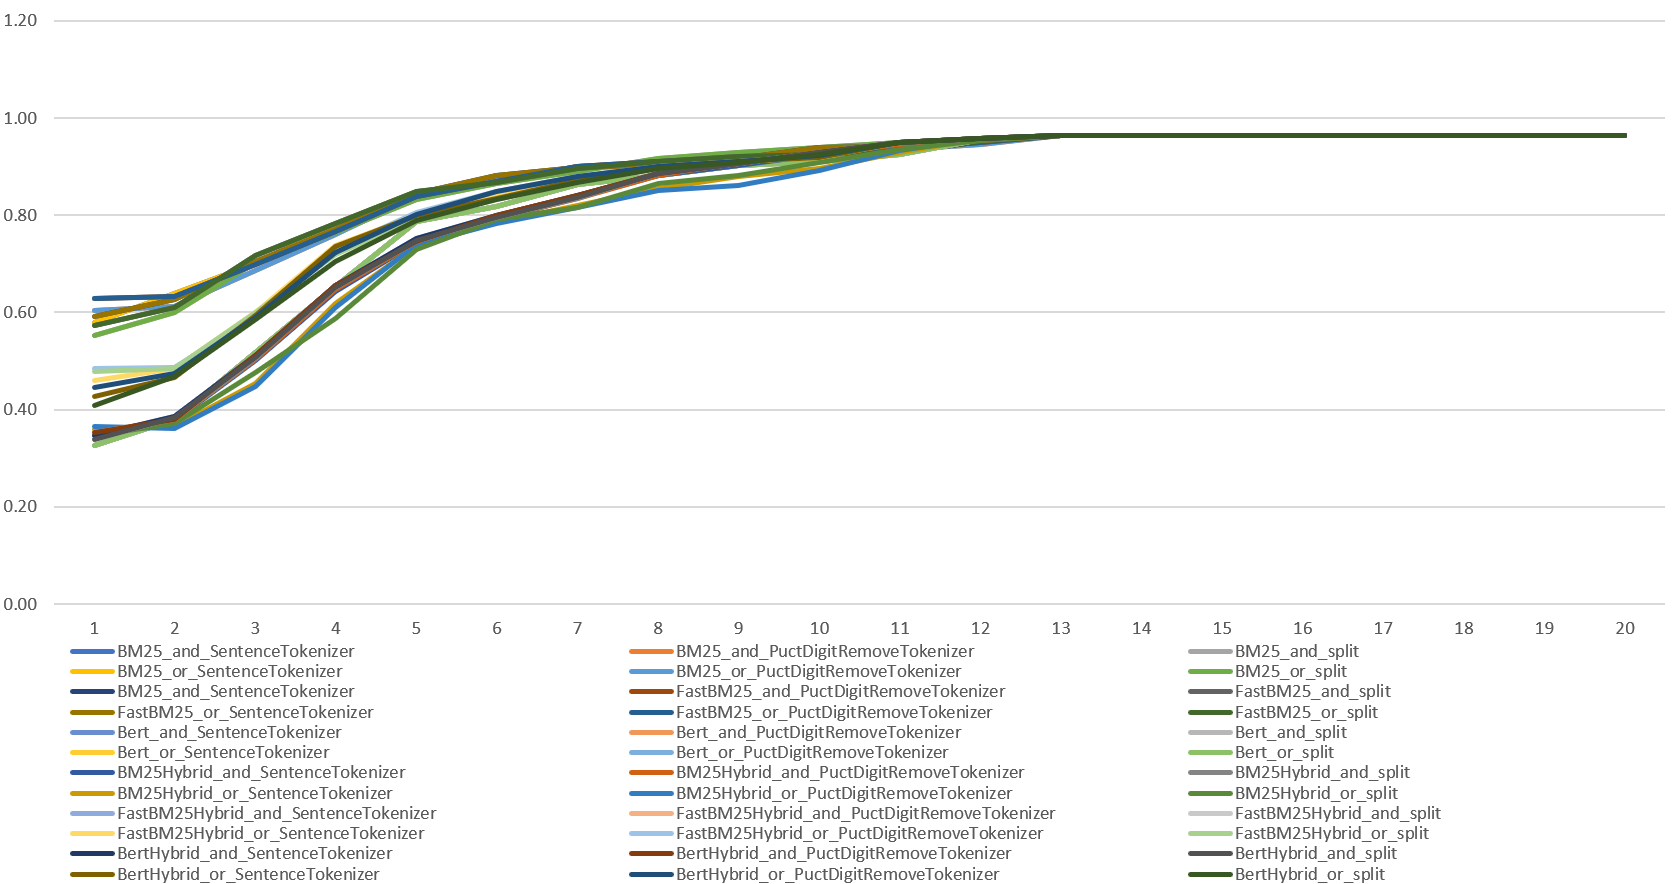 1.20
1.00
0.80
0.60
0.40
0.20
0.00
1 2 3 4 5 6 7 8 9 10 11 12 13 14 15 16 17 18 19 20
BM25_and_SentenceTokenizer BM25_and_PuctDigitRemoveTokenizer BM25_and_split
BM25_or_SentenceTokenizer BM25_or_PuctDigitRemoveTokenizer BM25_or_split
BM25_and_SentenceTokenizer FastBM25_and_PuctDigitRemoveTokenizer FastBM25_and_split
FastBM25_or_SentenceTokenizer FastBM25_or_PuctDigitRemoveTokenizer FastBM25_or_split
Bert_and_SentenceTokenizer Bert_and_PuctDigitRemoveTokenizer Bert_and_split
Bert_or_SentenceTokenizer Bert_or_PuctDigitRemoveTokenizer Bert_or_split
BM25Hybrid_and_SentenceTokenizer BM25Hybrid_and_PuctDigitRemoveTokenizer BM25Hybrid_and_split
BM25Hybrid_or_SentenceTokenizer BM25Hybrid_or_PuctDigitRemoveTokenizer BM25Hybrid_or_split
FastBM25Hybrid_and_SentenceTokenizer FastBM25Hybrid_and_PuctDigitRemoveTokenizer FastBM25Hybrid_and_split
FastBM25Hybrid_or_SentenceTokenizer FastBM25Hybrid_or_PuctDigitRemoveTokenizer FastBM25Hybrid_or_split
BertHybrid_and_SentenceTokenizer BertHybrid_and_PuctDigitRemoveTokenizer BertHybrid_and_split
BertHybrid_or_SentenceTokenizer BertHybrid_or_PuctDigitRemoveTokenizer BertHybrid_or_split